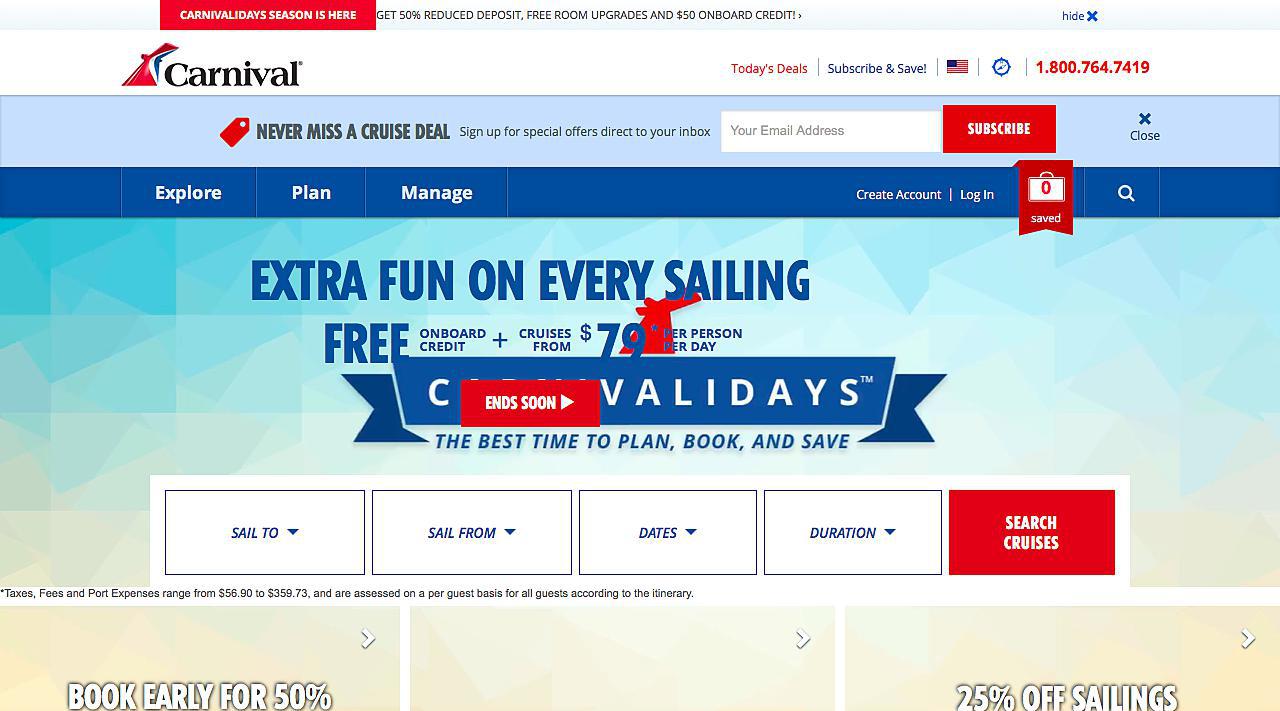 CARNIVALIDAYS SEASON IS HERE GET 50% REDUCED DEPOSIT, FREE ROOM UPGRADES AND $50 ONBOARD CREDIT! › hide
Carnival®
Today's Deals Subscribe & Save! 1.800.764.7419
NEVER MISS A CRUISE DEAL Sign up for special offers direct to your inbox Your Email Address SUBSCRIBE Close
Explore Plan Manage Create Account | Log In 0 saved
EXTRA FUN ON EVERY SAILING
FREE ONBOARD CREDIT + CRUISES FROM $79* PER PERSON PER DAY
CARNIVALIDAYS™
ENDS SOON
THE BEST TIME TO PLAN, BOOK, AND SAVE
SAIL TO SAIL FROM DATES DURATION SEARCH CRUISES
*Taxes, Fees and Port Expenses range from $56.90 to $359.73, and are assessed on a per guest basis for all guests according to the itinerary.
BOOK EARLY FOR 50% 25% OFF SAILINGS